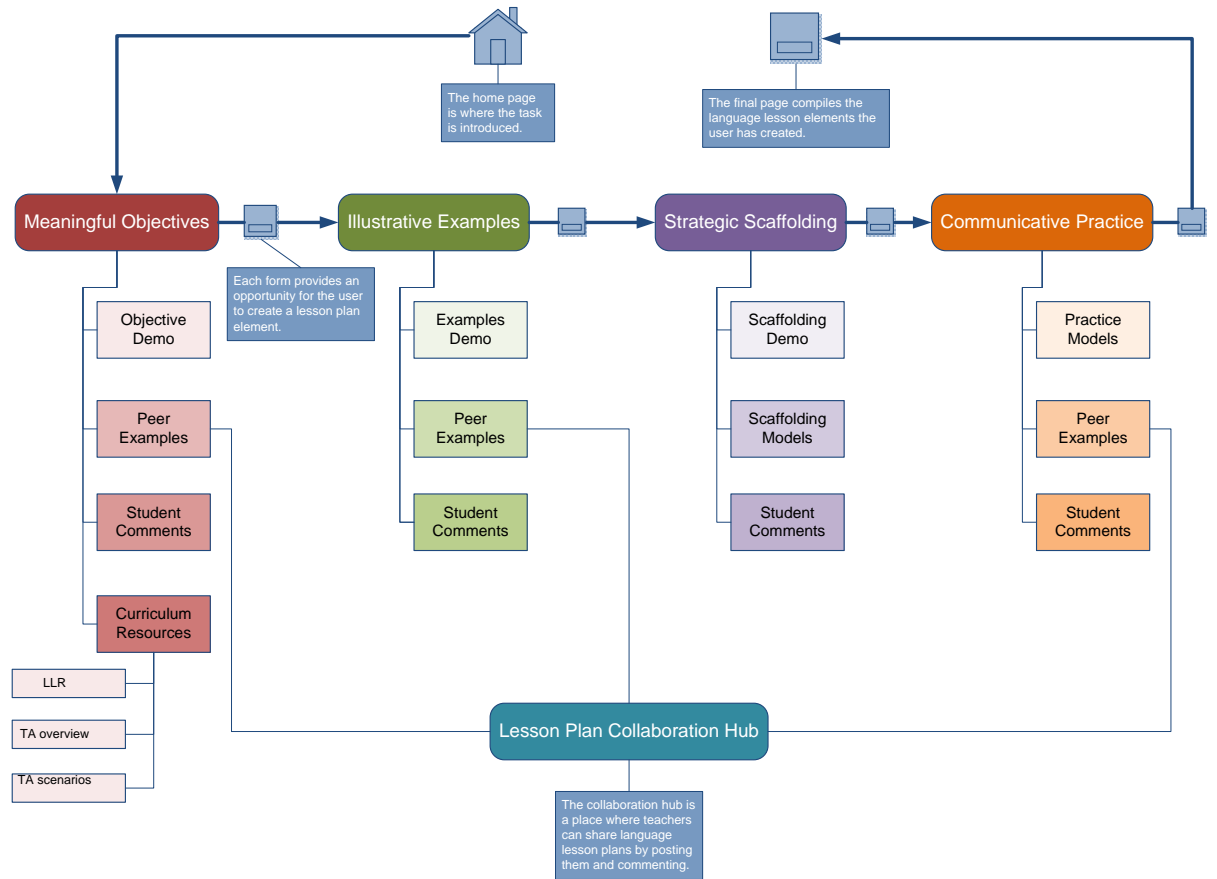 The home page
is where the task
is introduced.
The final page compiles the
language lesson elements the
user has created.
Meaningful Objectives
Illustrative Examples
Strategic Scaffolding
Communicative Practice
Each form provides an
opportunity for the user
to create a lesson plan
element.
Objective
Demo
Examples
Demo
Scaffolding
Demo
Practice
Models
Peer
Examples
Peer
Examples
Scaffolding
Models
Peer
Examples
Student
Comments
Student
Comments
Student
Comments
Student
Comments
Curriculum
Resources
LLR
TA overview
TA scenarios
Lesson Plan Collaboration Hub
The collaboration hub is
a place where teachers
can share language
lesson plans by posting
them and commenting.